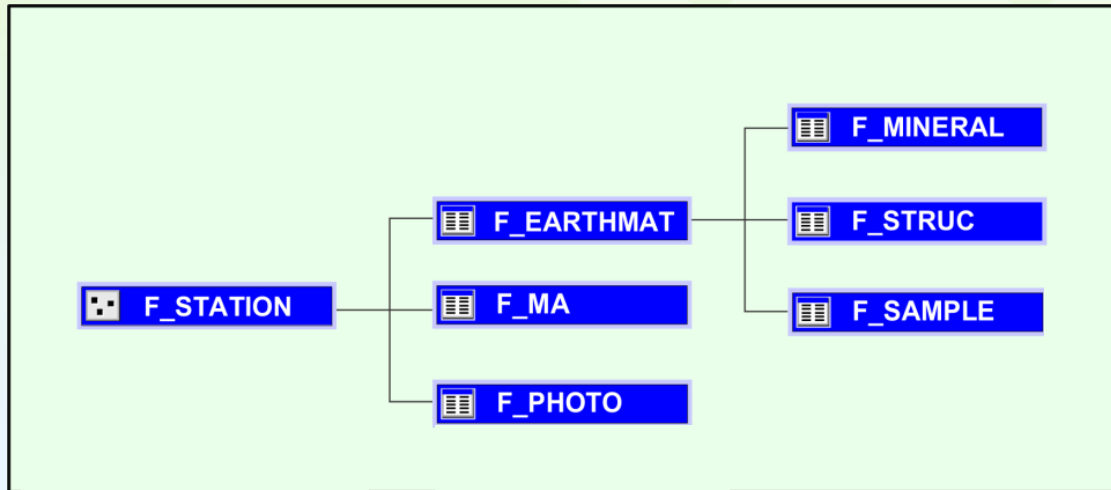 F_STATION
F_EARTHMAT
F_MA
F_PHOTO
F_MINERAL
F_STRUC
F_SAMPLE